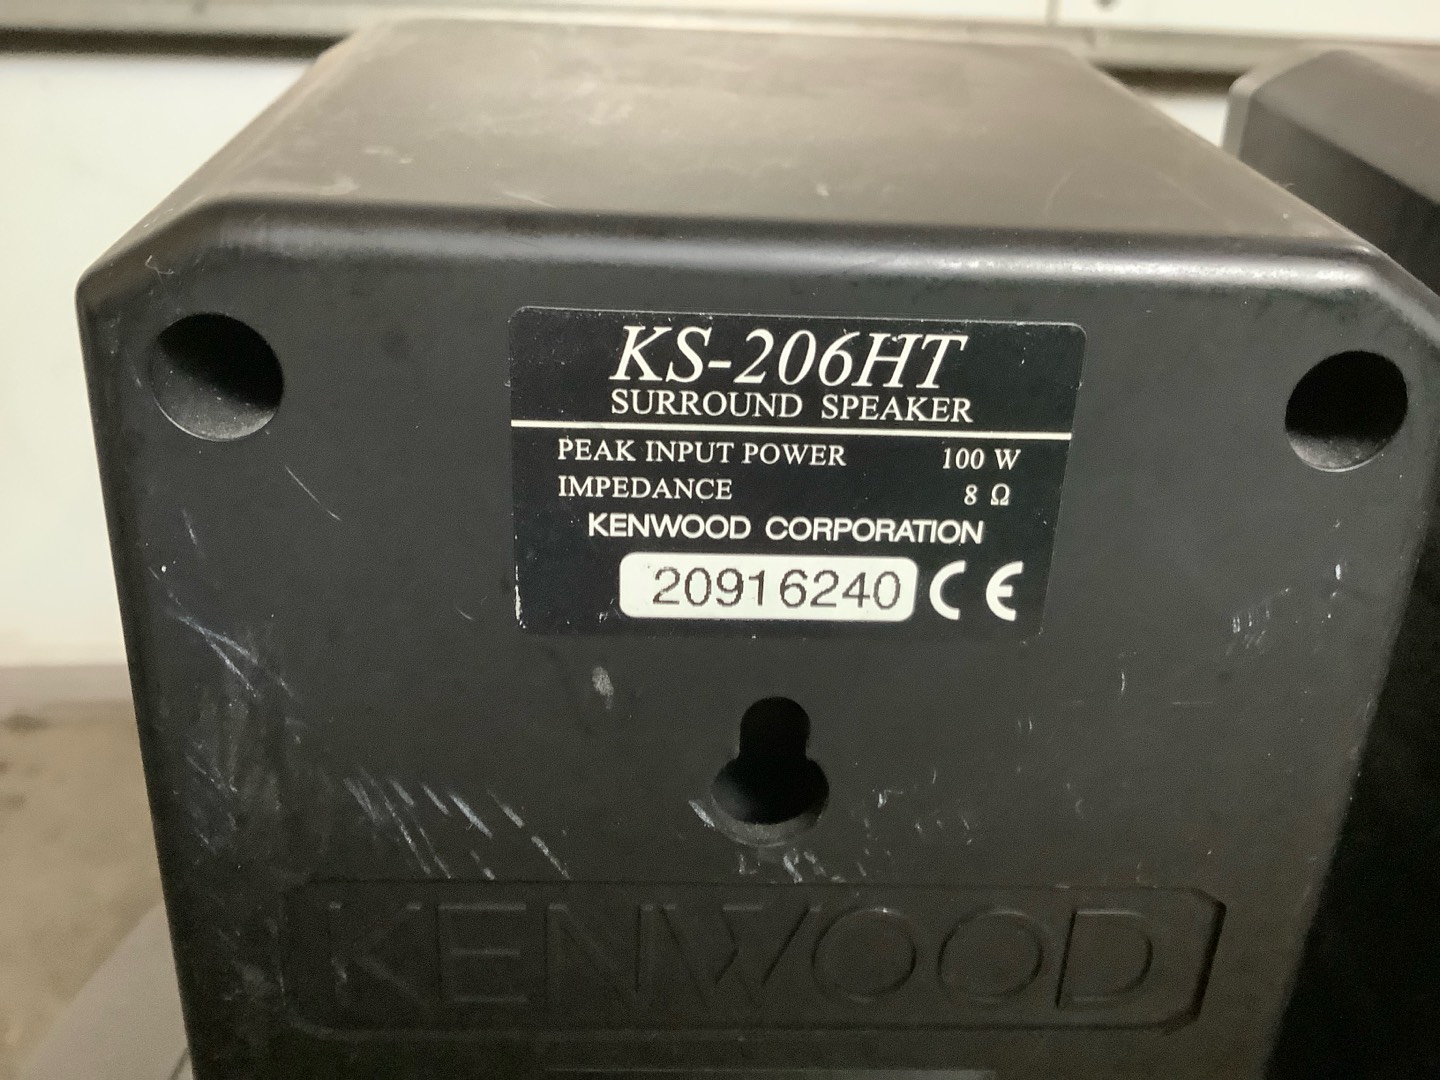 KS-206HT
SURROUND SPEAKER
PEAK INPUT POWER 100 W
IMPEDANCE 8 Ω
KENWOOD CORPORATION
20916240 CE
KENWOOD